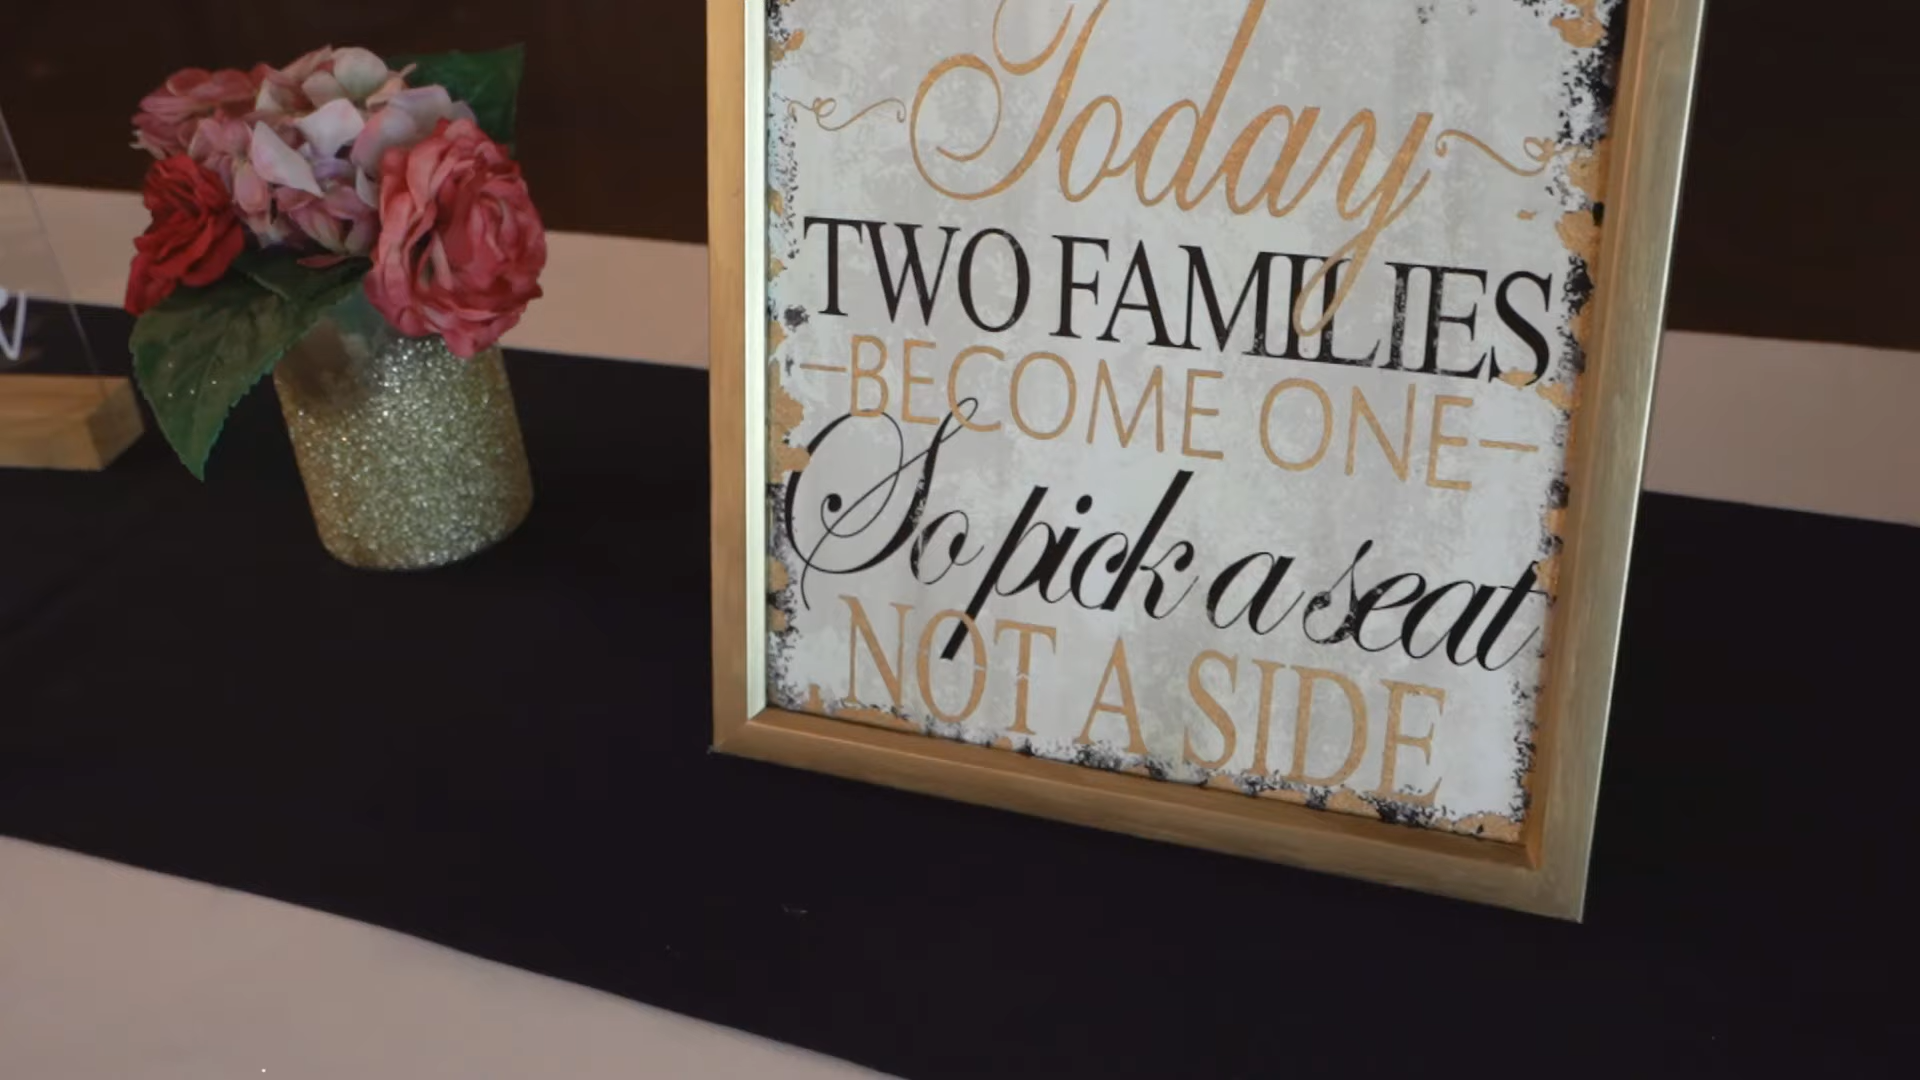 Today
TWO FAMILIES
BECOME ONE
So pick a seat
NOT A SIDE